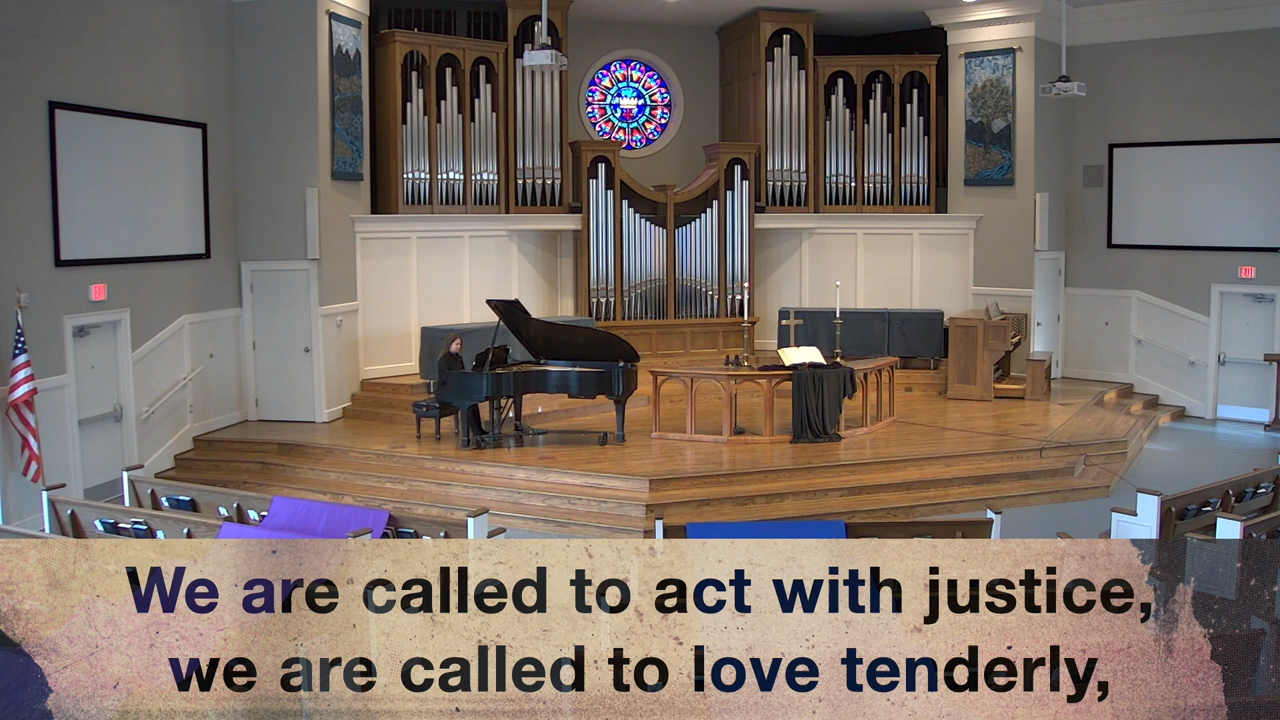 We are called to act with justice,
we are called to love tenderly,